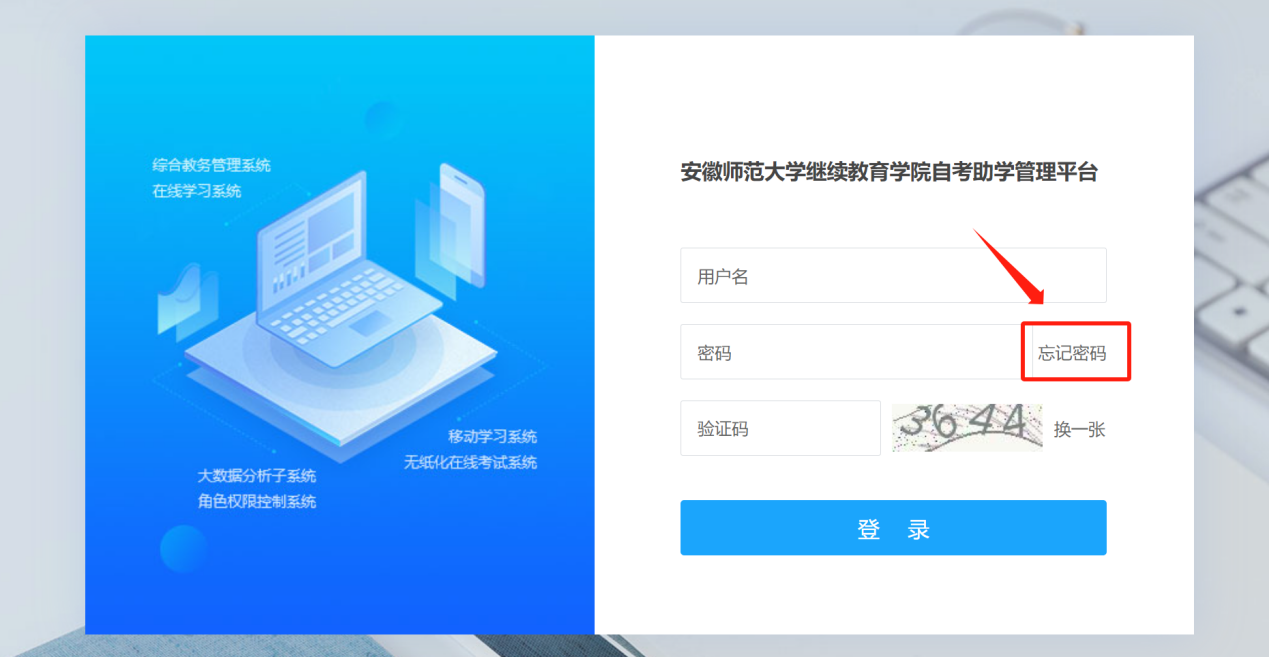 综合教务管理系统
在线学习系统
移动学习系统
无纸化在线考试系统
大数据分析子系统
角色权限控制系统
安徽师范大学继续教育学院自考助学管理平台
用户名
密码
忘记密码
验证码
3644
换一张
登 录